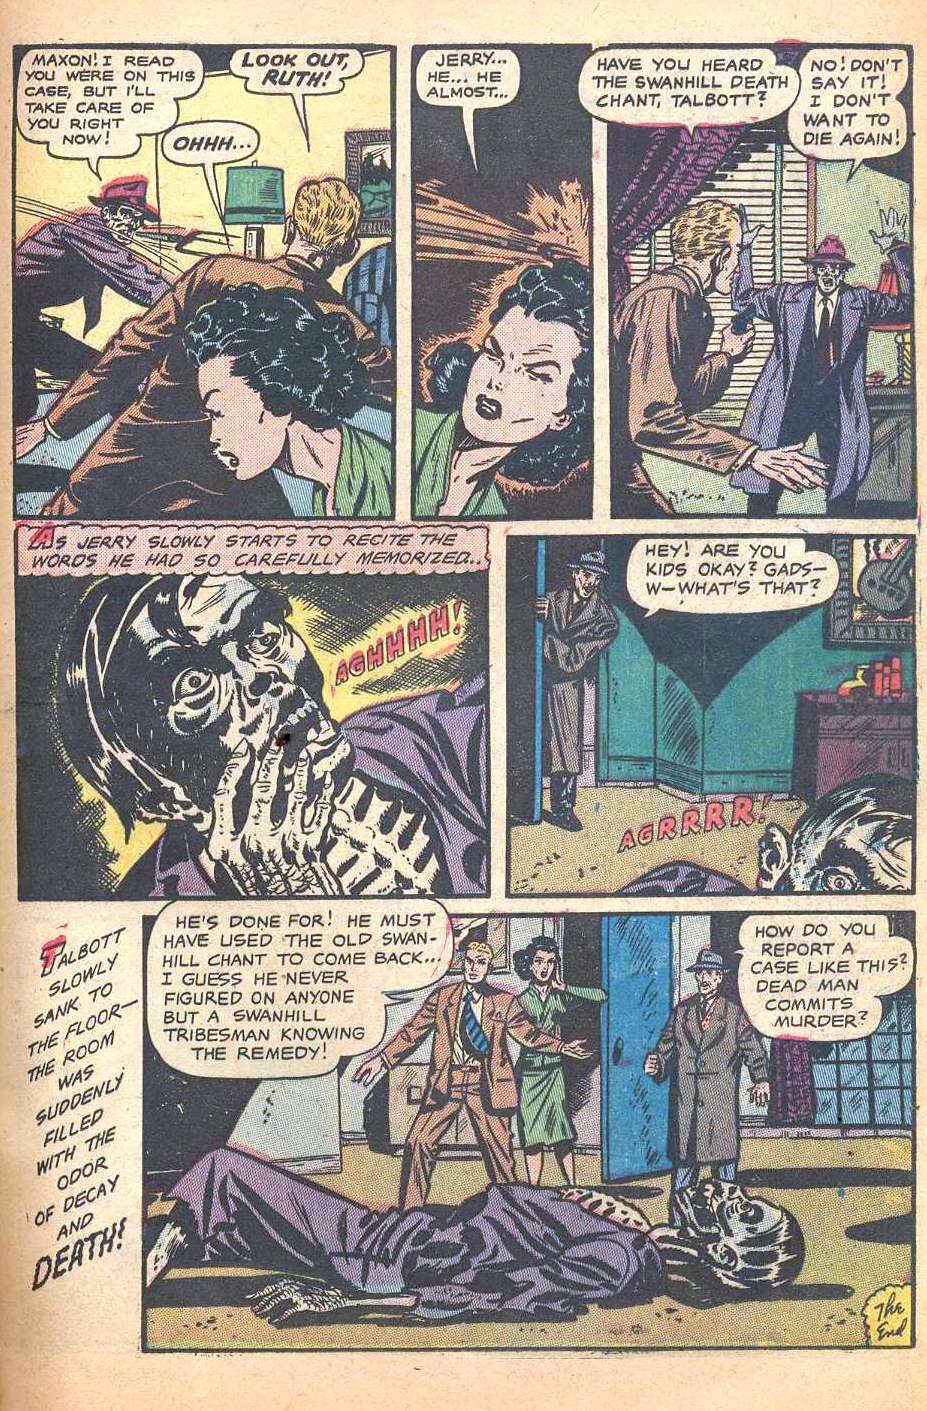 MAXON! I READ
YOU WERE ON THIS
CASE, BUT I'LL
TAKE CARE OF
YOU RIGHT
NOW!
OHHH...
LOOK OUT,
RUTH!
JERRY...
HE... HE
ALMOST...
HAVE YOU HEARD
THE SWANHILL DEATH
CHANT, TALBOTT?
NO! DON'T
SAY IT!
I DON'T
WANT TO
DIE AGAIN!
AS JERRY SLOWLY STARTS TO RECITE THE
WORDS HE HAD SO CAREFULLY MEMORIZED...
AGHHHH!
HEY! ARE YOU
KIDS OKAY? GADS—
W—WHAT'S THAT?
AGRRRR!
TALBOTT
SLOWLY
SANK TO
THE FLOOR—
THE ROOM
WAS
SUDDENLY
FILLED
WITH THE
ODOR
OF DECAY
AND
DEATH!
HE'S DONE FOR! HE MUST
HAVE USED THE OLD SWAN-
HILL CHANT TO COME BACK...
I GUESS HE NEVER
FIGURED ON ANYONE
BUT A SWANHILL
TRIBESMAN KNOWING
THE REMEDY!
HOW DO YOU
REPORT A
CASE LIKE THIS?
DEAD MAN
COMMITS
MURDER?
The
End